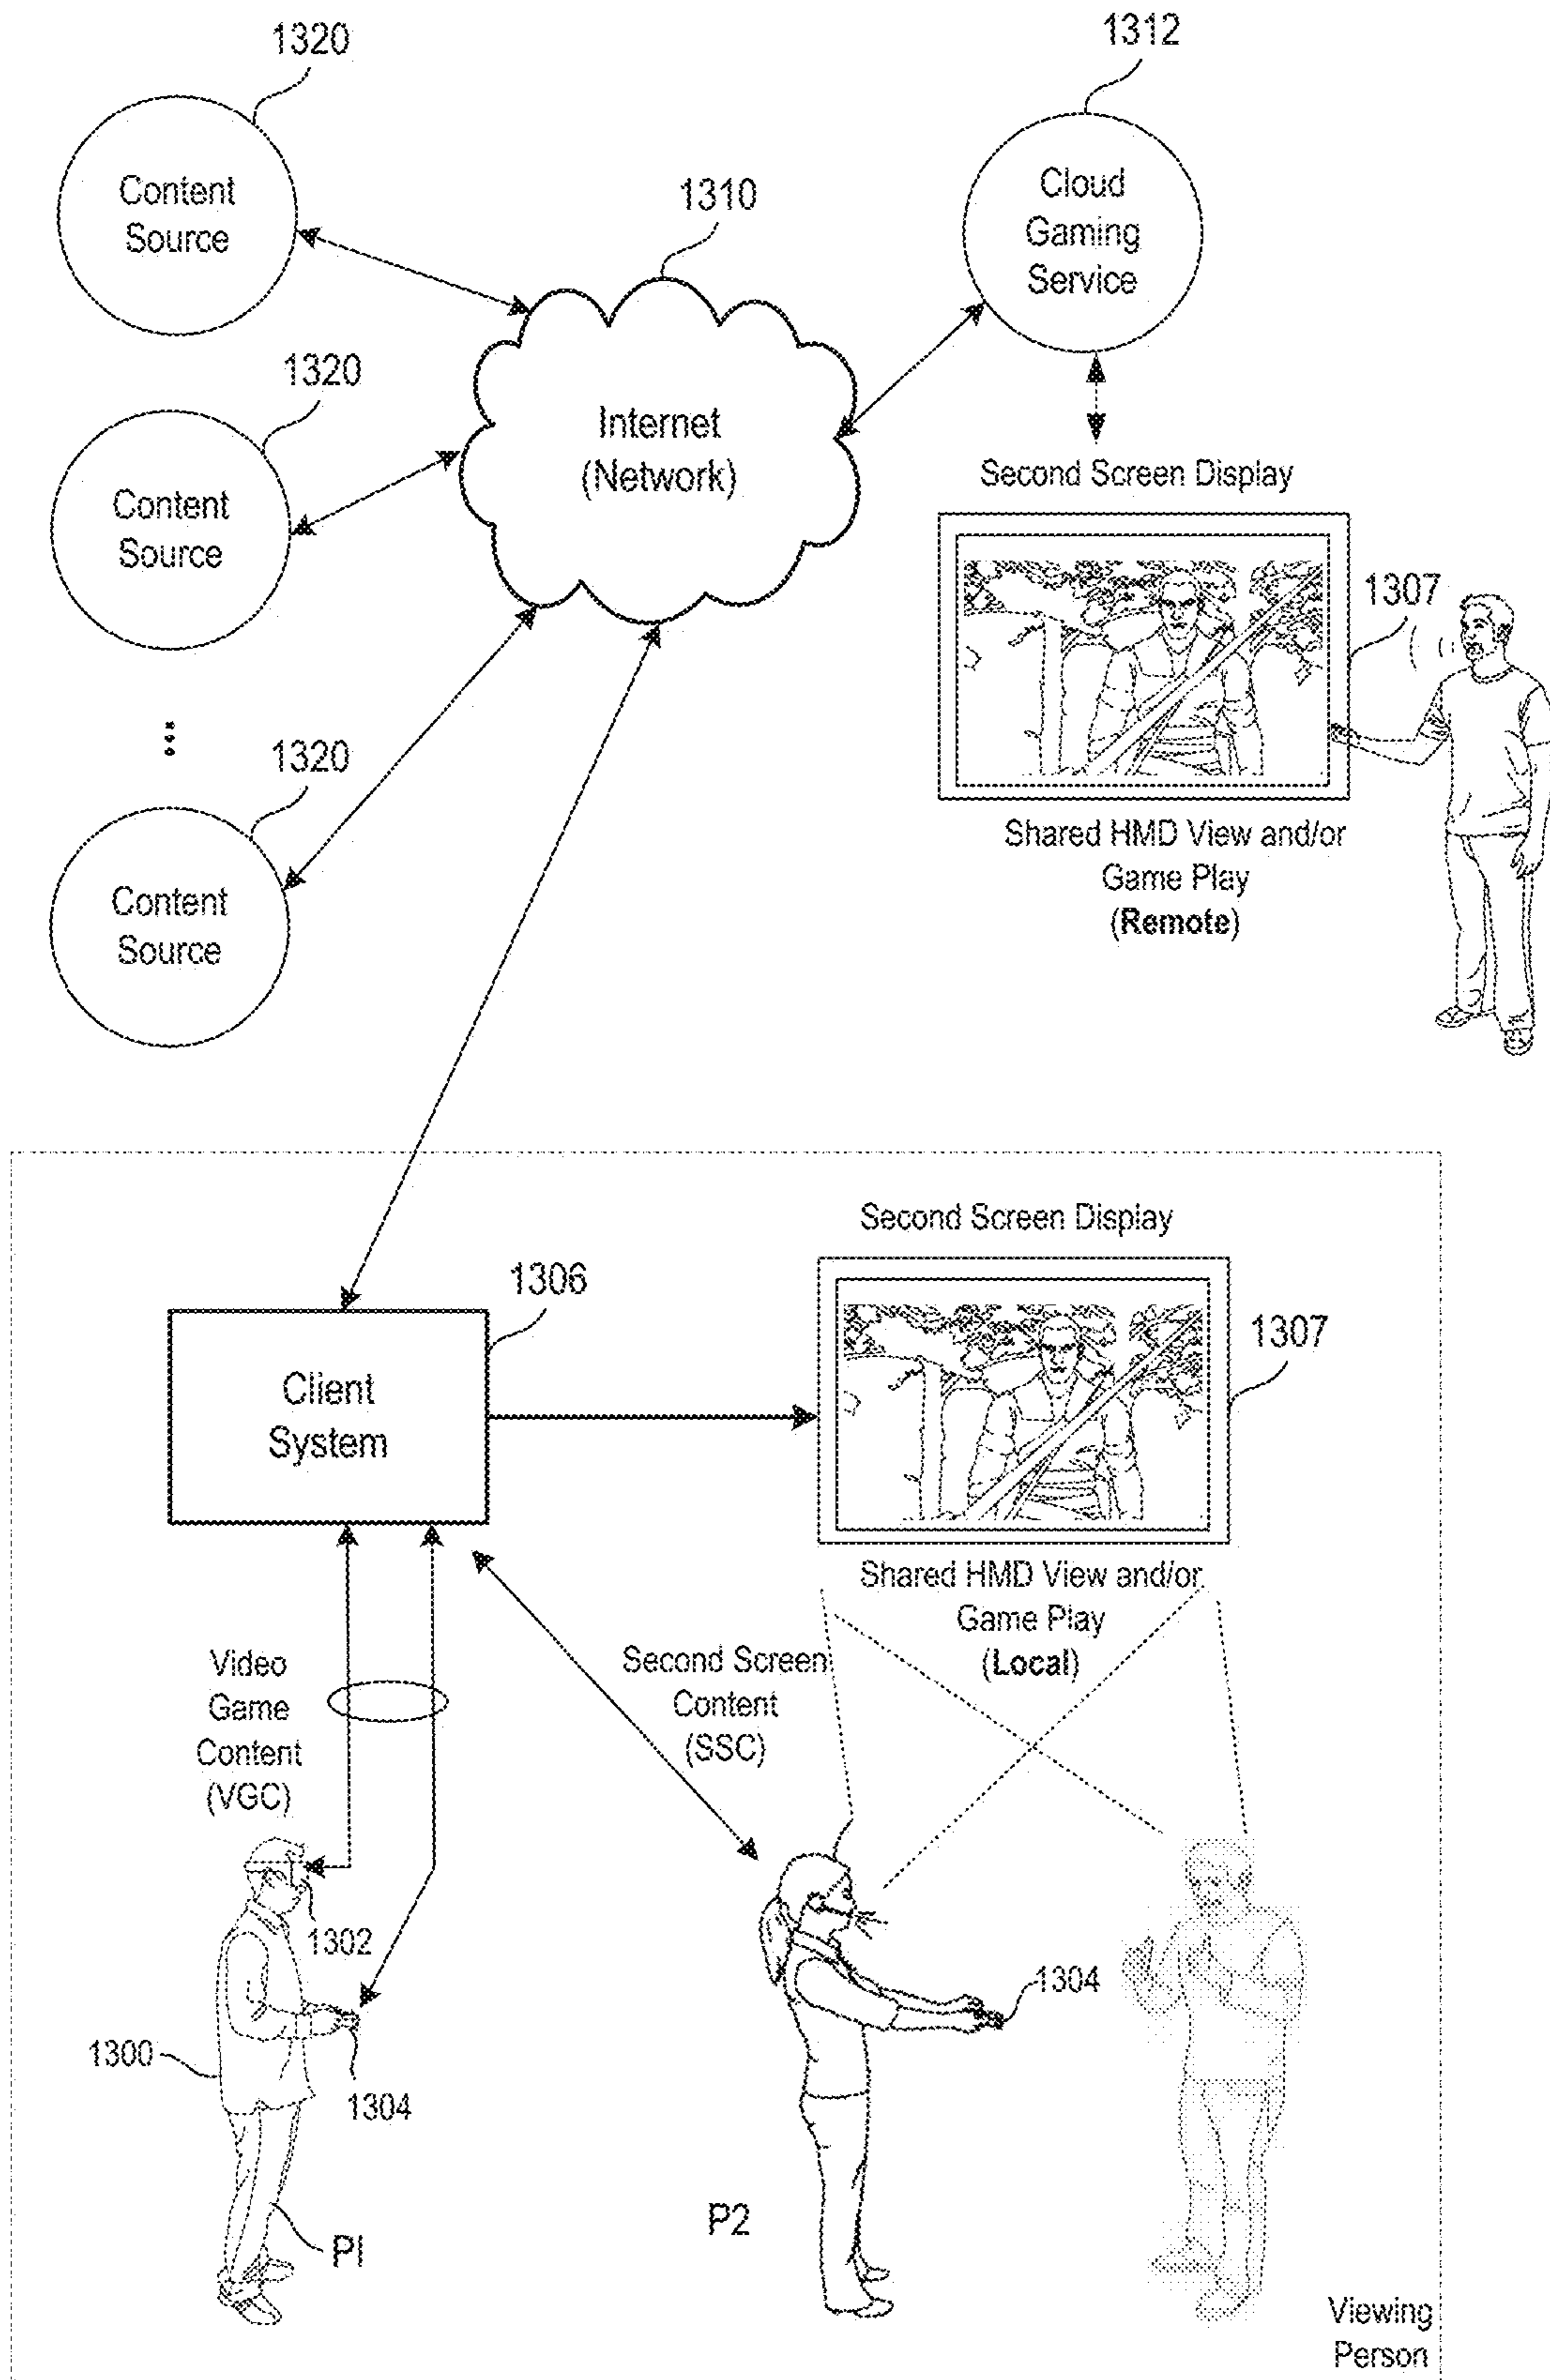 1320
1312
Content
Source
1310
Cloud
Gaming
Service
1320
Internet
(Network)
Content
Source
Second Screen Display
1307
1320
Shared HMD View and/or
Game Play
(Remote)
Content
Source
Second Screen Display
1306
1307
Client
System
Shared HMD View and/or
Game Play
(Local)
Video
Game
Content
(VGC)
Second Screen
Content
(SSC)
1302
1304
1300
1304
P2
PI
Viewing
Person